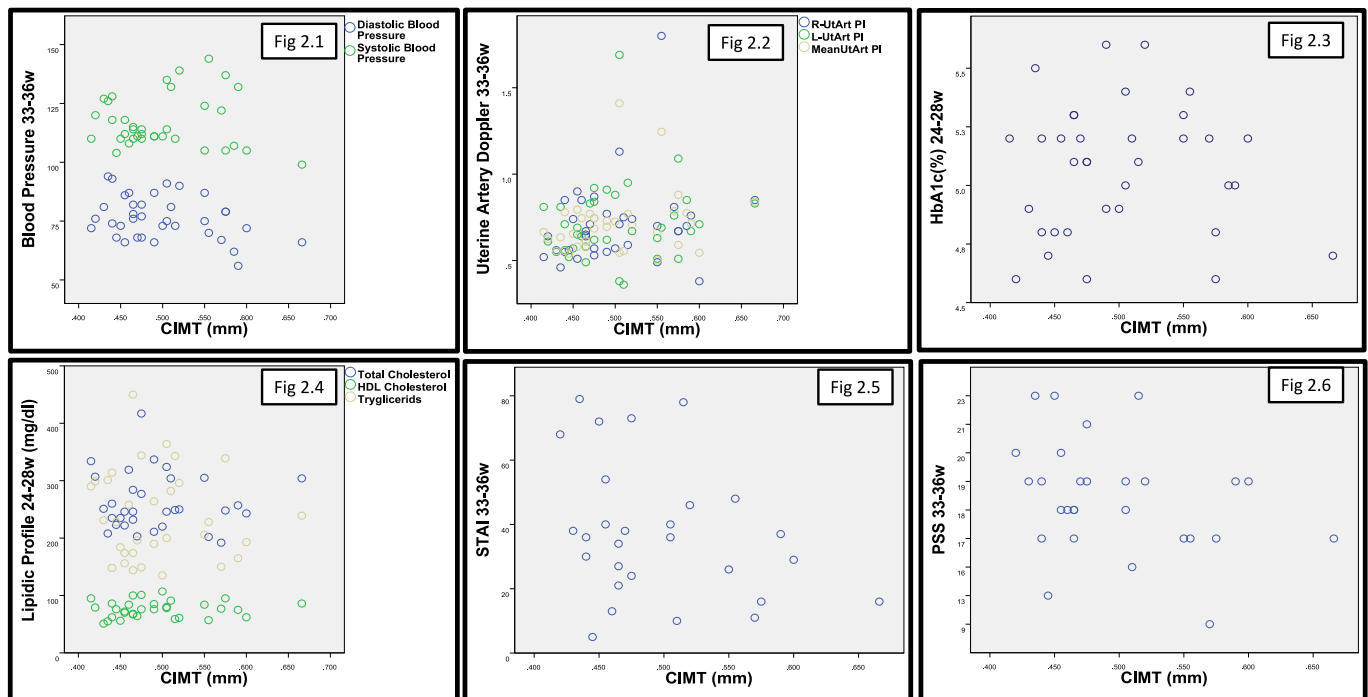 Fig 2.1
Diastolic Blood
Pressure
Systolic Blood
Pressure
Blood Pressure 33-36w
150
125
100
75
50
.400 .450 .500 .550 .600 .650 .700
CIMT (mm)
Fig 2.2
R-UtArt PI
L-UtArt PI
MeanUtArt PI
Uterine Artery Doppler 33-36w
1.5
1.0
.5
.400 .450 .500 .550 .600 .650 .700
CIMT (mm)
Fig 2.3
HbA1c(%) 24-28w
5.5
5.3
5.0
4.8
4.5
.400 .450 .500 .550 .600 .650
CIMT (mm)
Fig 2.4
Total Cholesterol
HDL Cholesterol
Tryglicerids
Lipidic Profile 24-28w (mg/dl)
500
400
300
200
100
0
.400 .450 .500 .550 .600 .650 .700
CIMT (mm)
Fig 2.5
STAI 33-36w
80
60
40
20
0
.400 .450 .500 .550 .600 .650
CIMT (mm)
Fig 2.6
PSS 33-36w
23
21
20
19
18
17
16
13
9
.400 .450 .500 .550 .600 .650
CIMT (mm)